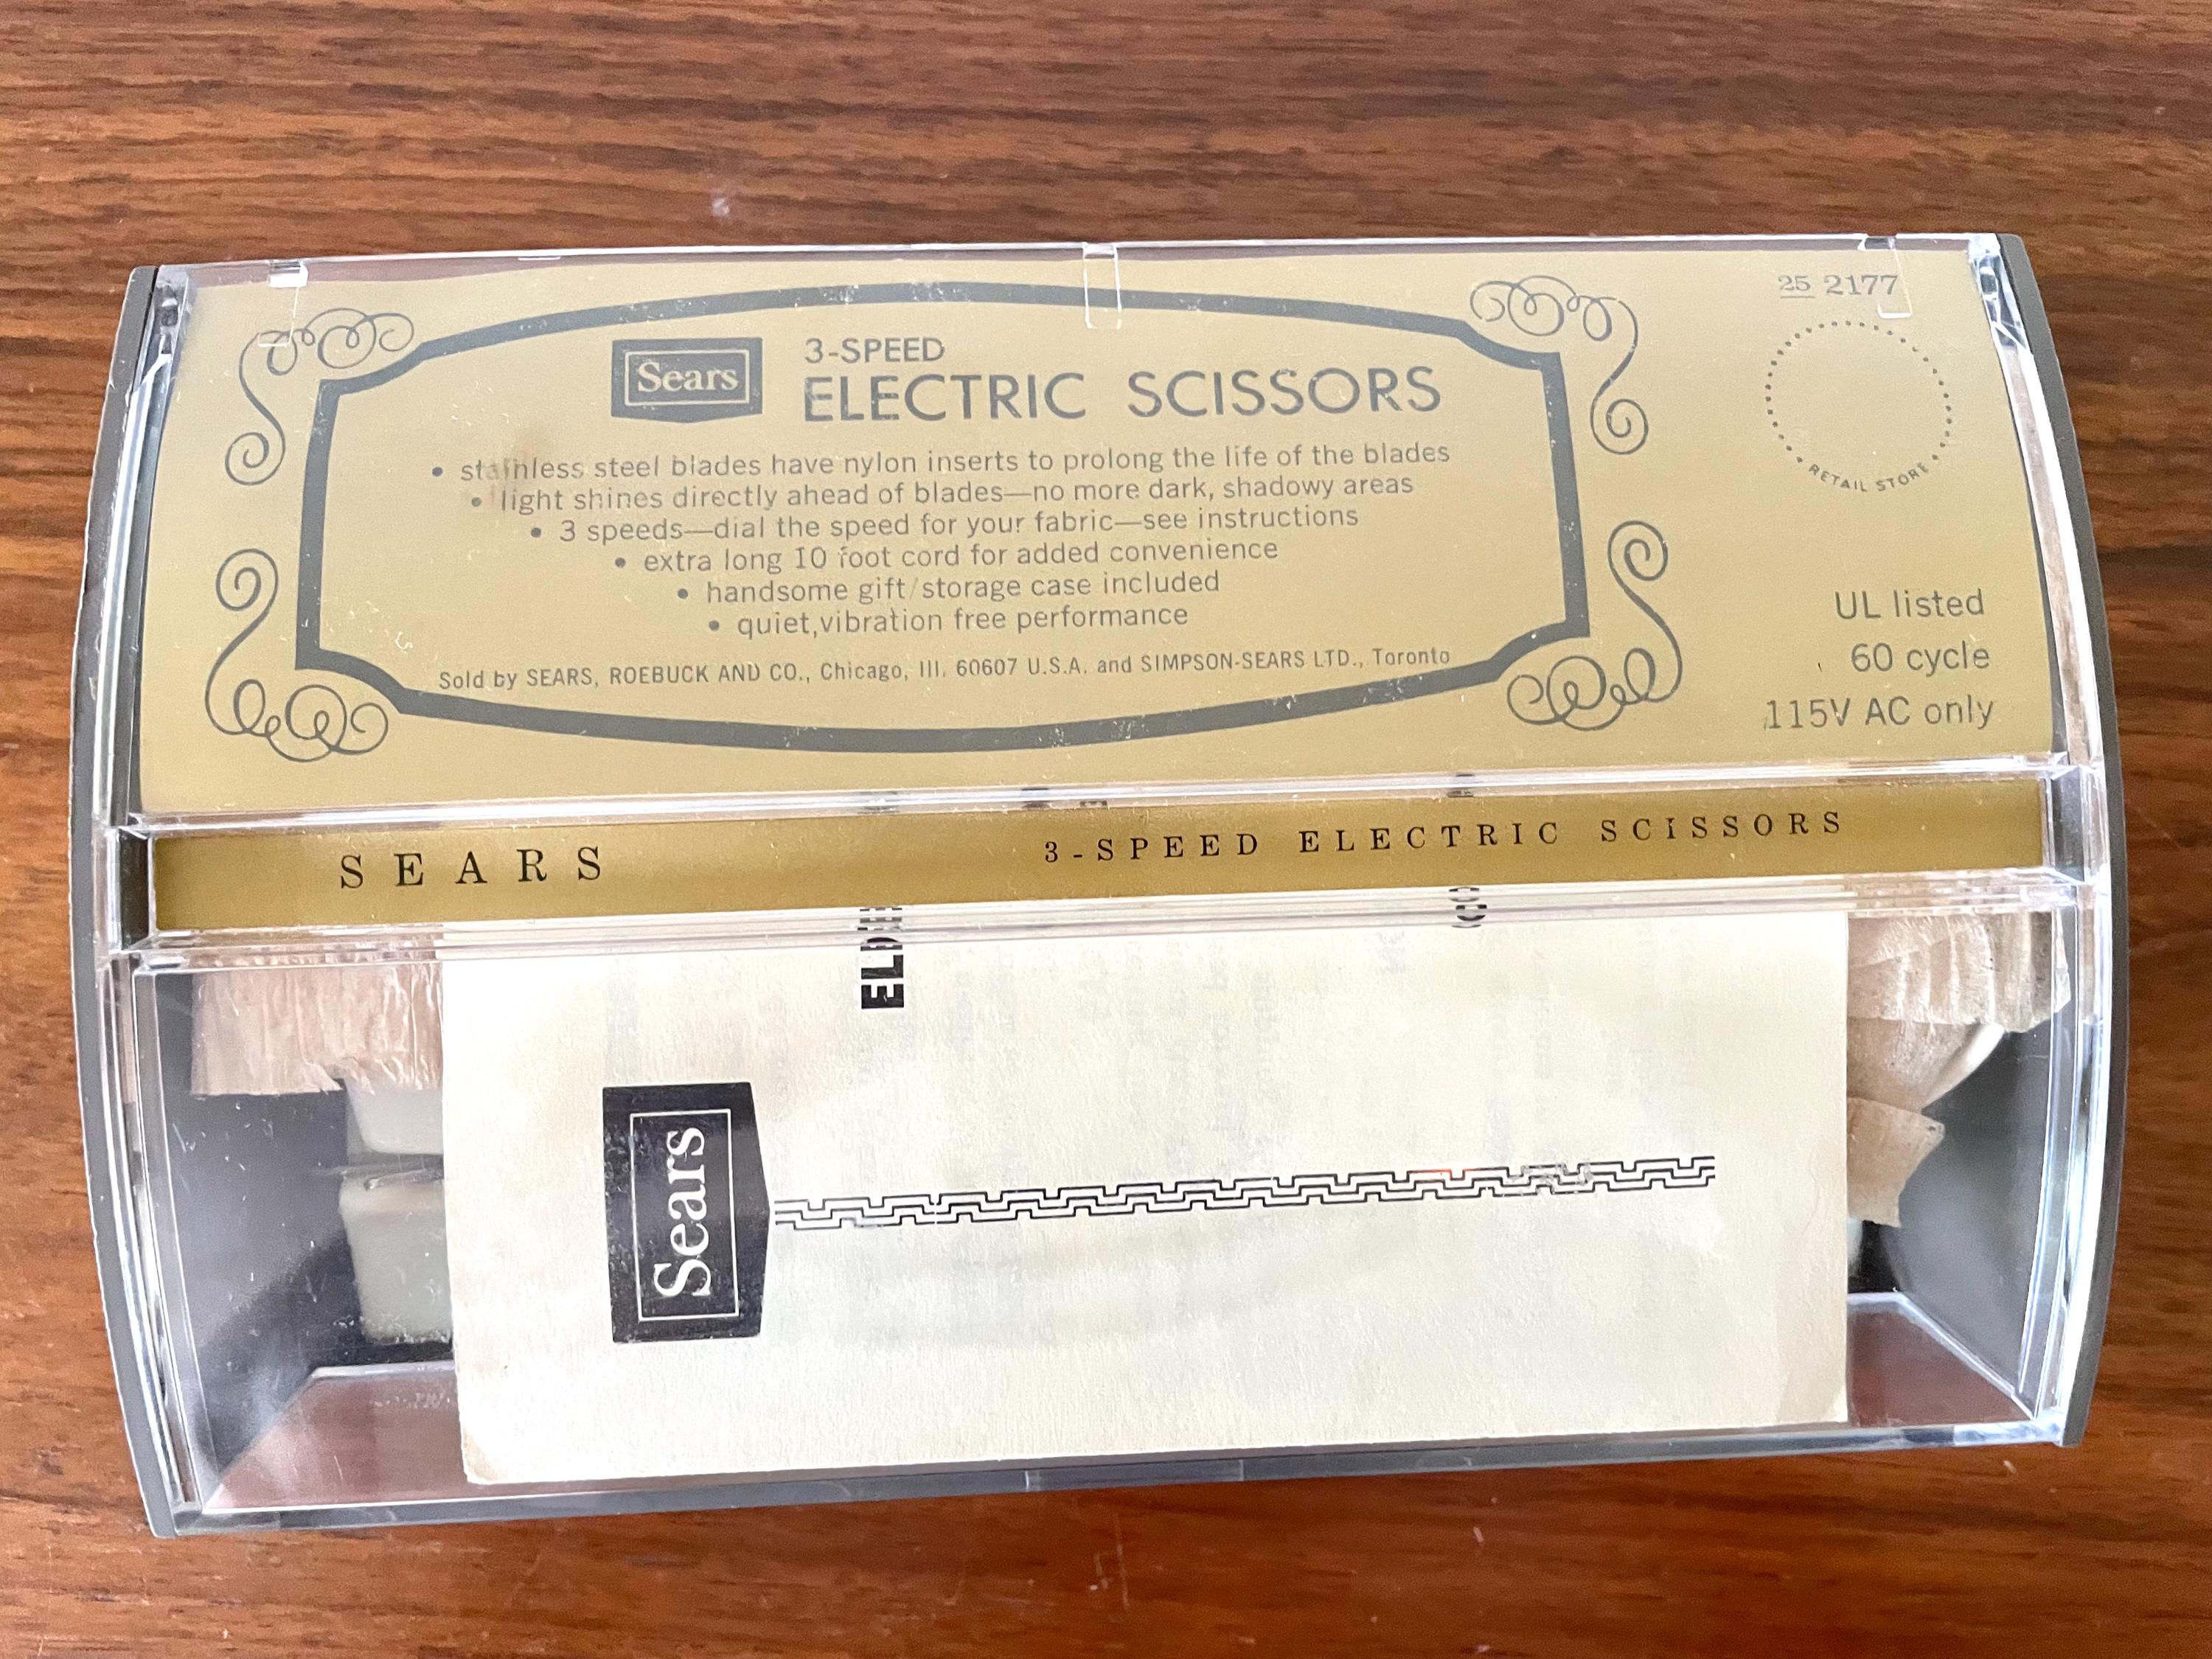 25 2177
Sears
3-SPEED
ELECTRIC SCISSORS
• stainless steel blades have nylon inserts to prolong the life of the blades
• light shines directly ahead of blades—no more dark, shadowy areas
• 3 speeds—dial the speed for your fabric—see instructions
• extra long 10 foot cord for added convenience
• handsome gift/storage case included
• quiet,vibration free performance
Sold by SEARS, ROEBUCK AND CO., Chicago, Ill. 60607 U.S.A. and SIMPSON-SEARS LTD., Toronto
RETAIL STORE
UL listed
60 cycle
115V AC only
SEARS 3-SPEED ELECTRIC SCISSORS
Sears